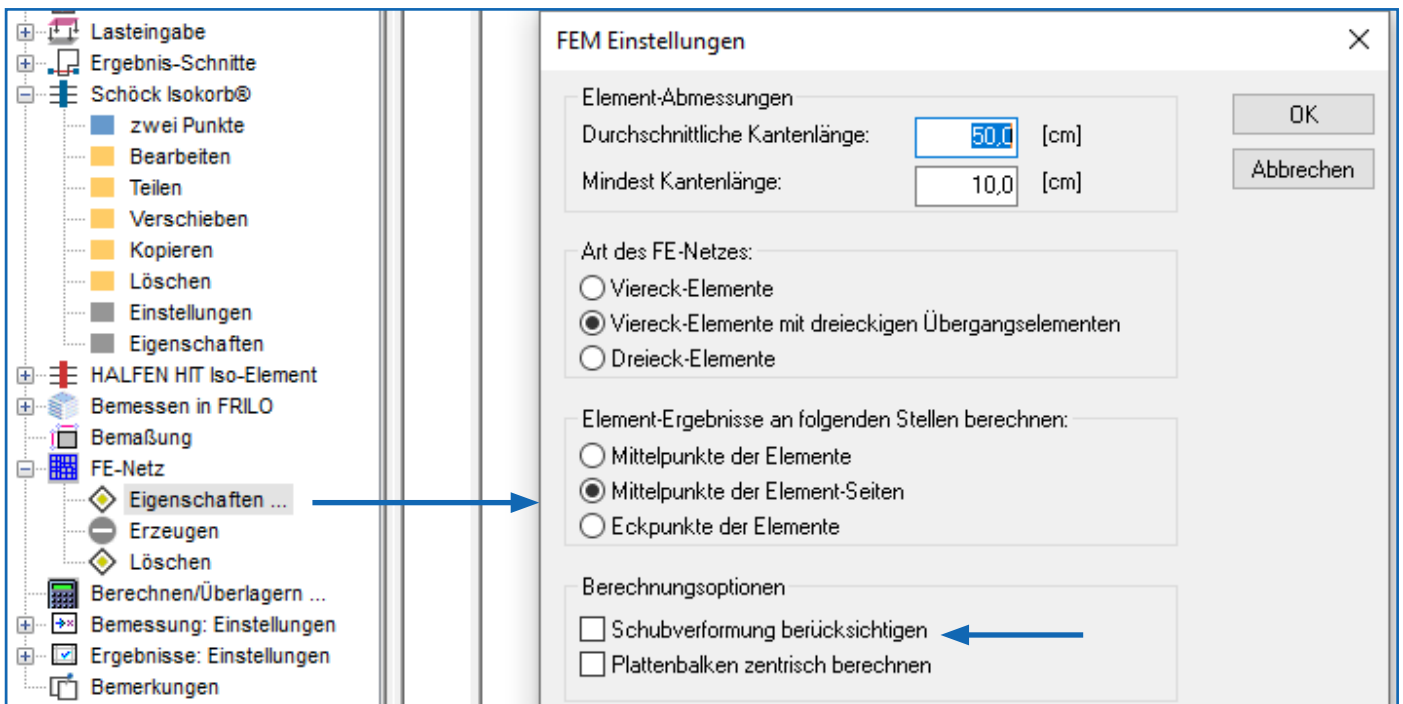 Lasteingabe
Ergebnis-Schnitte
Schöck Isokorb®
zwei Punkte
Bearbeiten
Teilen
Verschieben
Kopieren
Löschen
Einstellungen
Eigenschaften
HALFEN HIT Iso-Element
Bemessen in FRILO
Bemaßung
FE-Netz
Eigenschaften ...
Erzeugen
Löschen
Berechnen/Überlagern ...
Bemessung: Einstellungen
Ergebnisse: Einstellungen
Bemerkungen
FEM Einstellungen
Element-Abmessungen
Durchschnittliche Kantenlänge: 50,0 [cm]
Mindest Kantenlänge: 10,0 [cm]
OK
Abbrechen
Art des FE-Netzes:
Viereck-Elemente
Viereck-Elemente mit dreieckigen Übergangselementen
Dreieck-Elemente
Element-Ergebnisse an folgenden Stellen berechnen:
Mittelpunkte der Elemente
Mittelpunkte der Element-Seiten
Eckpunkte der Elemente
Berechnungsoptionen
Schubverformung berücksichtigen
Plattenbalken zentrisch berechnen